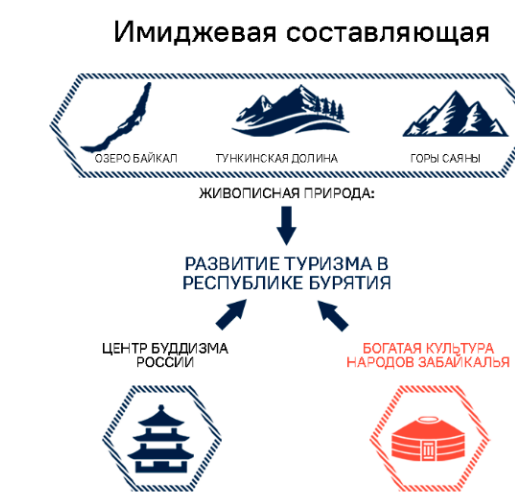 Имиджевая составляющая
ОЗЕРО БАЙКАЛ
ТУНКИНСКАЯ ДОЛИНА
ГОРЫ САЯНЫ
ЖИВОПИСНАЯ ПРИРОДА:
РАЗВИТИЕ ТУРИЗМА В
РЕСПУБЛИКЕ БУРЯТИЯ
ЦЕНТР БУДДИЗМА
РОССИИ
БОГАТАЯ КУЛЬТУРА
НАРОДОВ ЗАБАЙКАЛЬЯ